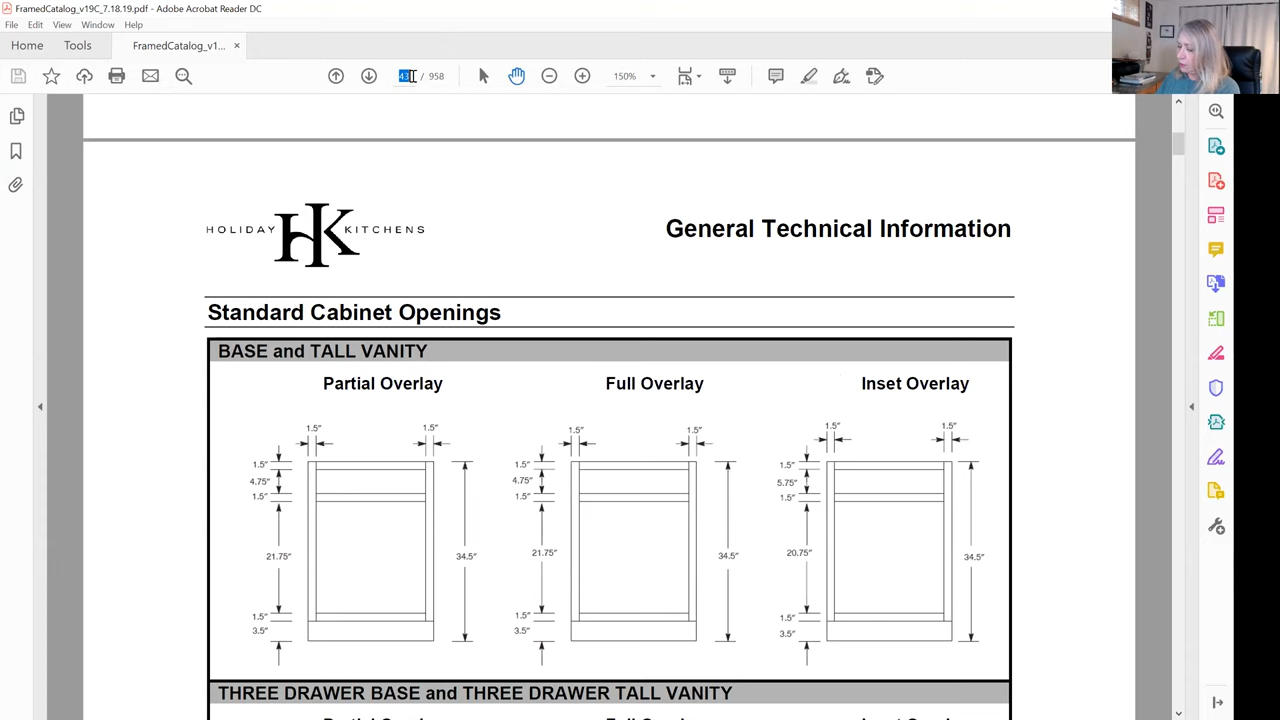 FramedCatalog_v19C_7.18.19.pdf - Adobe Acrobat Reader DC
File Edit View Window Help
Home Tools FramedCatalog_v1... ×
/ 958 150%
HOLIDAY HK KITCHENS
General Technical Information
Standard Cabinet Openings
BASE and TALL VANITY
Partial Overlay Full Overlay Inset Overlay
1.5" 1.5" 1.5" 1.5" 1.5" 1.5"
1.5" 1.5" 1.5"
4.75" 4.75" 5.75"
1.5" 1.5" 1.5"
21.75" 34.5" 21.75" 34.5" 20.75" 34.5"
1.5" 1.5" 1.5"
3.5" 3.5" 3.5"
THREE DRAWER BASE and THREE DRAWER TALL VANITY